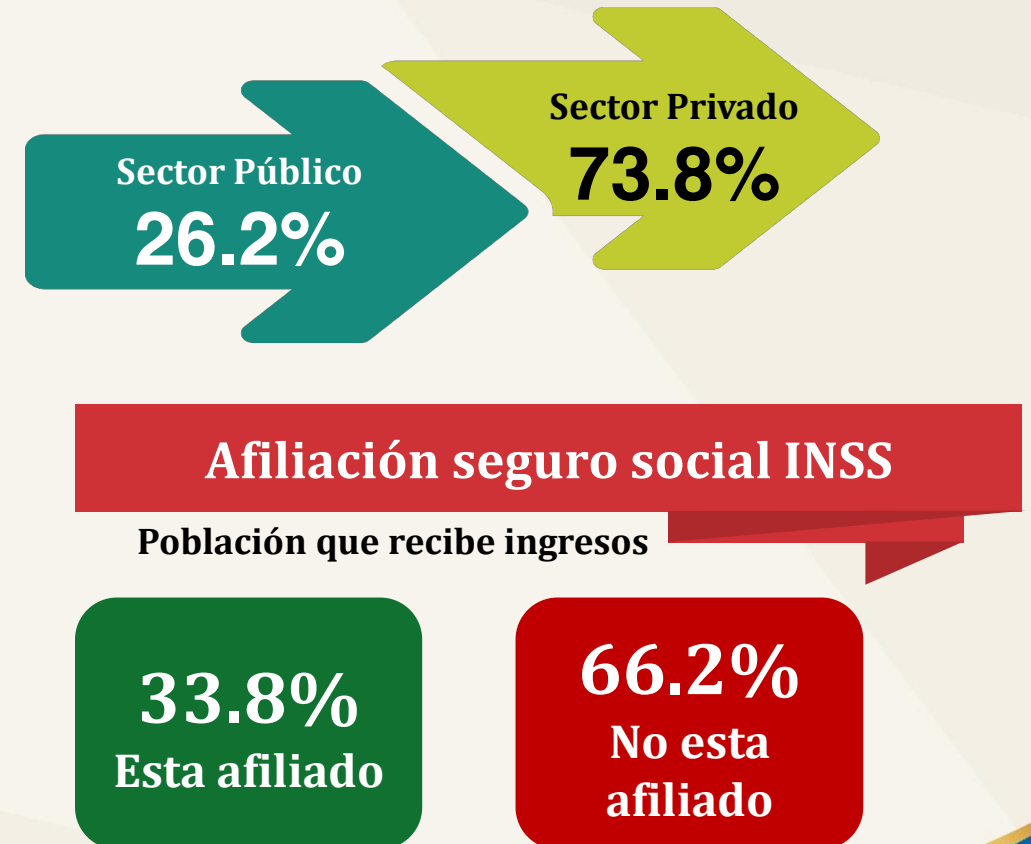 Sector Público
26.2%
Sector Privado
73.8%
Afiliación seguro social INSS
Población que recibe ingresos
33.8%
Esta afiliado
66.2%
No esta
afiliado